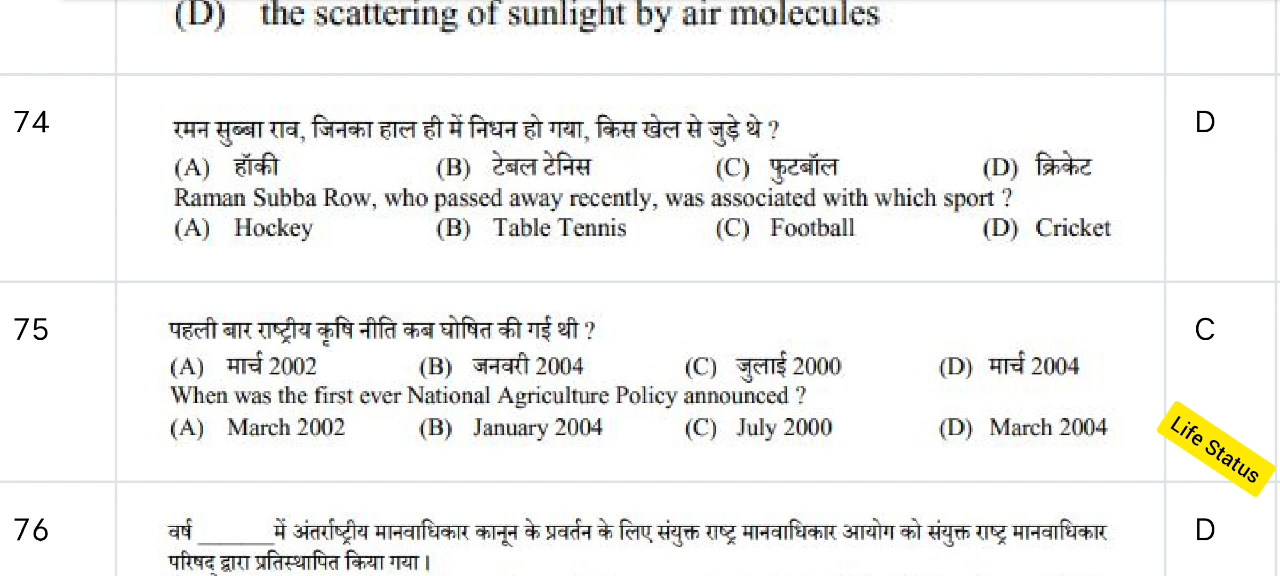 (D) the scattering of sunlight by air molecules
74
रमन सुब्बा राव, जिनका हाल ही में निधन हो गया, किस खेल से जुड़े थे ?
D
(A) हॉकी (B) टेबल टेनिस (C) फुटबॉल (D) क्रिकेट
Raman Subba Row, who passed away recently, was associated with which sport ?
(A) Hockey (B) Table Tennis (C) Football (D) Cricket
75
पहली बार राष्ट्रीय कृषि नीति कब घोषित की गई थी ?
C
(A) मार्च 2002 (B) जनवरी 2004 (C) जुलाई 2000 (D) मार्च 2004
When was the first ever National Agriculture Policy announced ?
(A) March 2002 (B) January 2004 (C) July 2000 (D) March 2004
Life Status
76
वर्ष ______ में अंतर्राष्ट्रीय मानवाधिकार कानून के प्रवर्तन के लिए संयुक्त राष्ट्र मानवाधिकार आयोग को संयुक्त राष्ट्र मानवाधिकार
D
परिषद द्वारा प्रतिस्थापित किया गया ।